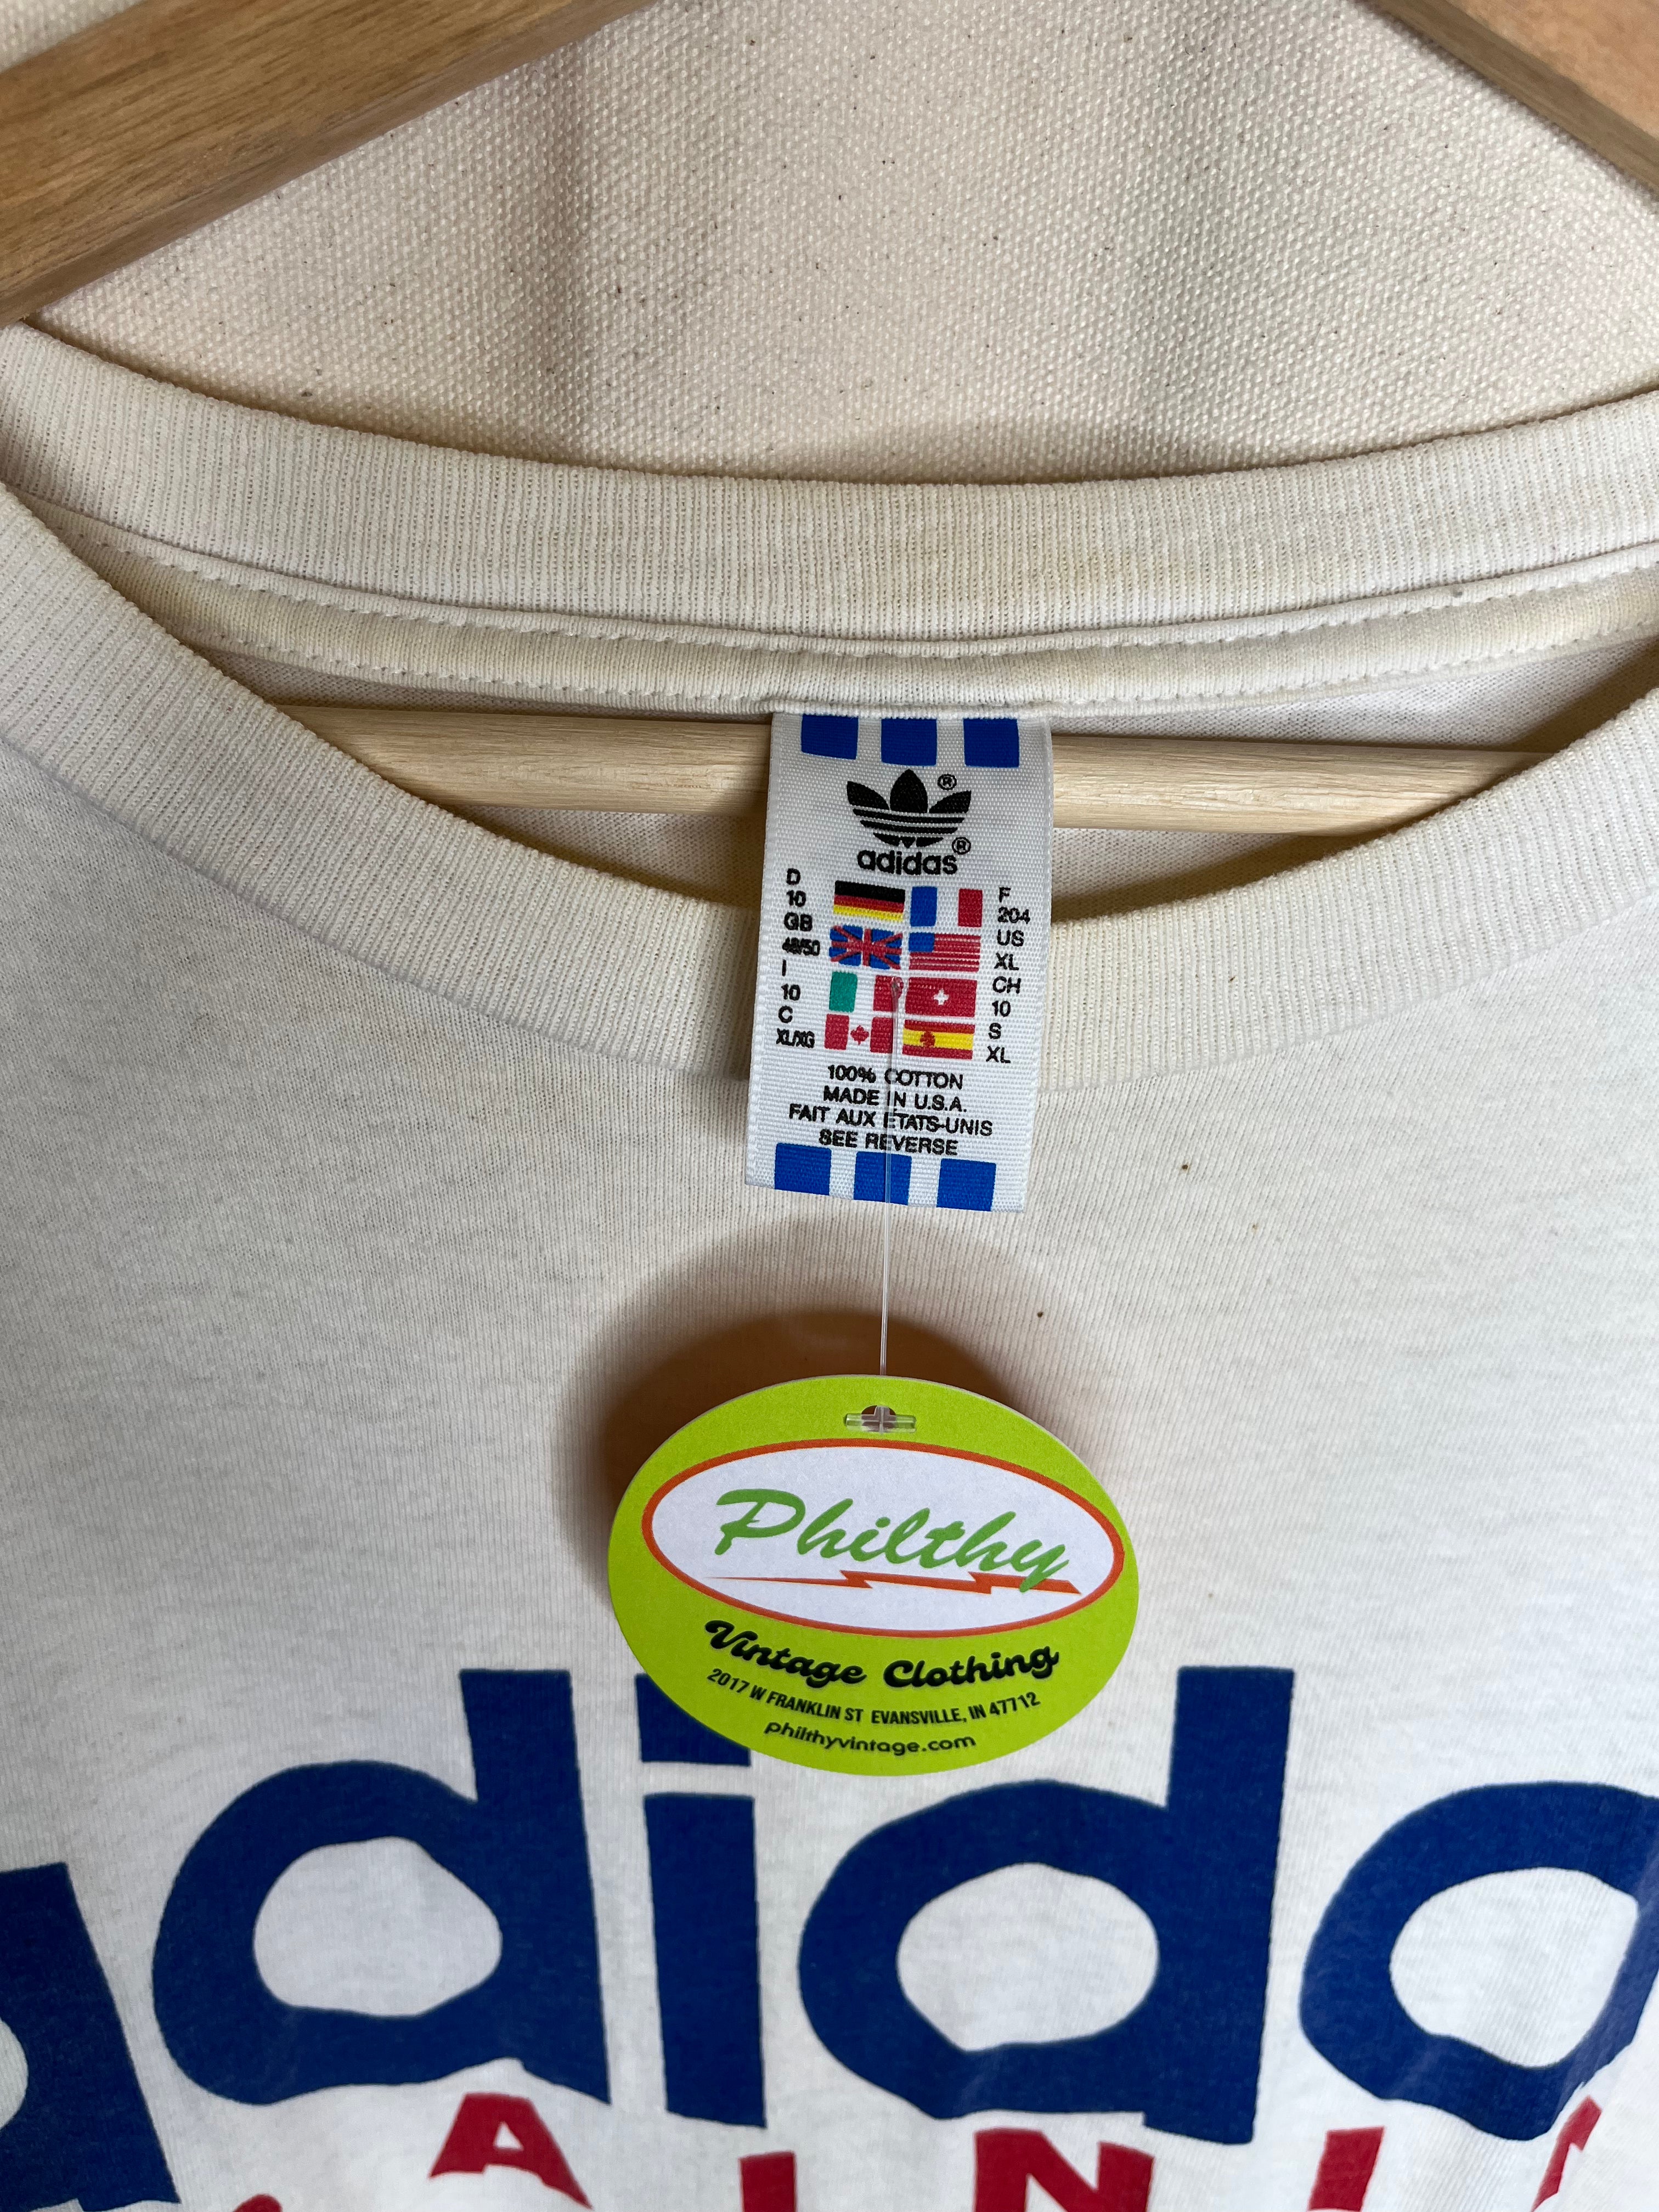 ®
adidas®
D
10
GB
48/50
I
10
C
XL/XG
F
204
US
XL
CH
10
S
XL
100% COTTON
MADE IN U.S.A.
FAIT AUX ETATS-UNIS
SEE REVERSE
Philthy
Vintage Clothing
2017 W FRANKLIN ST EVANSVILLE, IN 47712
philthyvintage.com
adida
AINI